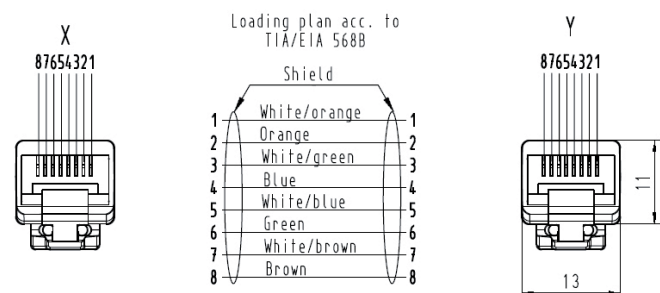 X
87654321
Loading plan acc. to
TIA/EIA 568B
Shield
1 White/orange 1
2 Orange 2
3 White/green 3
4 Blue 4
5 White/blue 5
6 Green 6
7 White/brown 7
8 Brown 8
Y
87654321
11
13